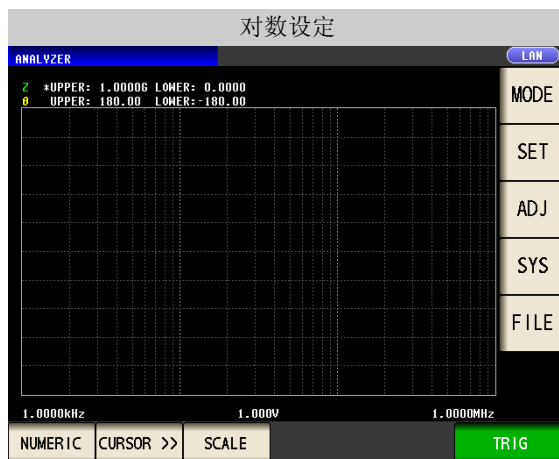 对数设定
ANALYZER LAN
Z *UPPER: 1.0000G LOWER: 0.0000
θ UPPER: 180.00 LOWER:-180.00
MODE
SET
ADJ
SYS
FILE
1.0000kHz 1.000V 1.0000MHz
NUMERIC CURSOR >> SCALE TRIG